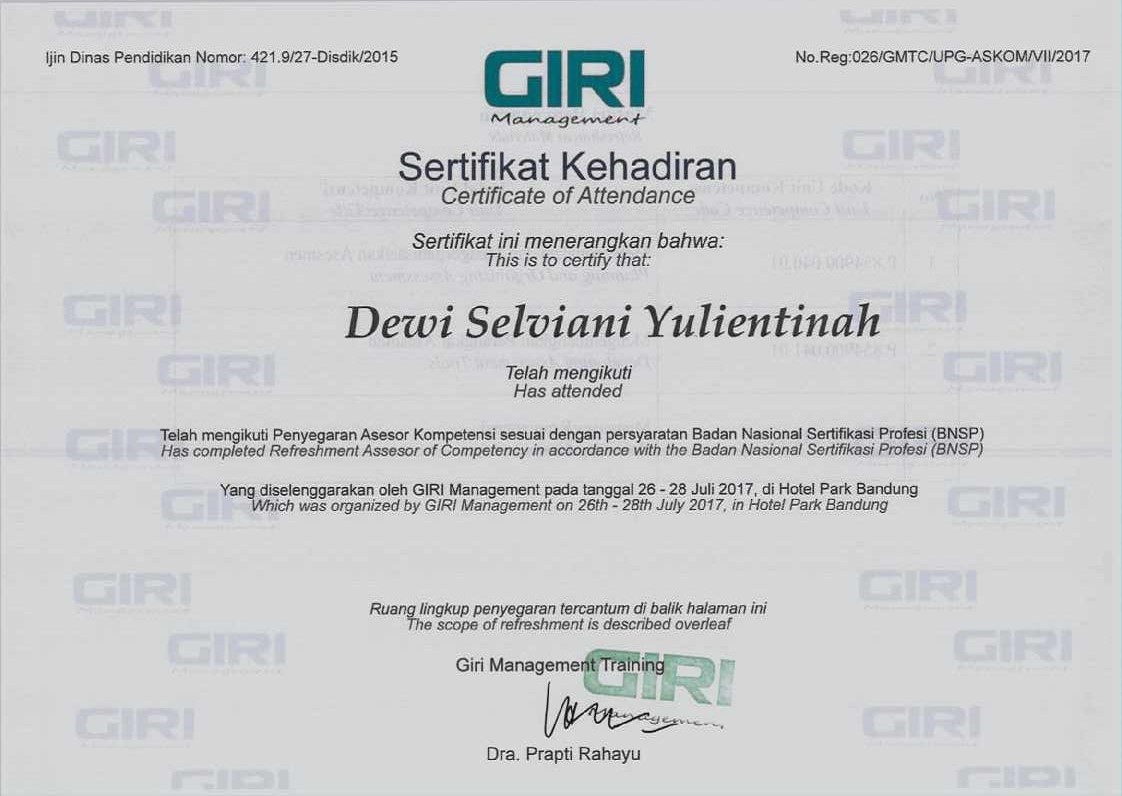 Ijin Dinas Pendidikan Nomor: 421.9/27-Disdik/2015
No.Reg:026/GMTC/UPG-ASKOM/VII/2017
GIRI
Management
Sertifikat Kehadiran
Certificate of Attendance
Sertifikat ini menerangkan bahwa:
This is to certify that:
Dewi Selviani Yulientinah
Telah mengikuti
Has attended
Telah mengikuti Penyegaran Asesor Kompetensi sesuai dengan persyaratan Badan Nasional Sertifikasi Profesi (BNSP)
Has completed Refreshment Assesor of Competency in accordance with the Badan Nasional Sertifikasi Profesi (BNSP)
Yang diselenggarakan oleh GIRI Management pada tanggal 26 - 28 Juli 2017, di Hotel Park Bandung
Which was organized by GIRI Management on 26th - 28th July 2017, in Hotel Park Bandung
Ruang lingkup penyegaran tercantum di balik halaman ini
The scope of refreshment is described overleaf
Giri Management Training
GIRI
Management
Dra. Prapti Rahayu